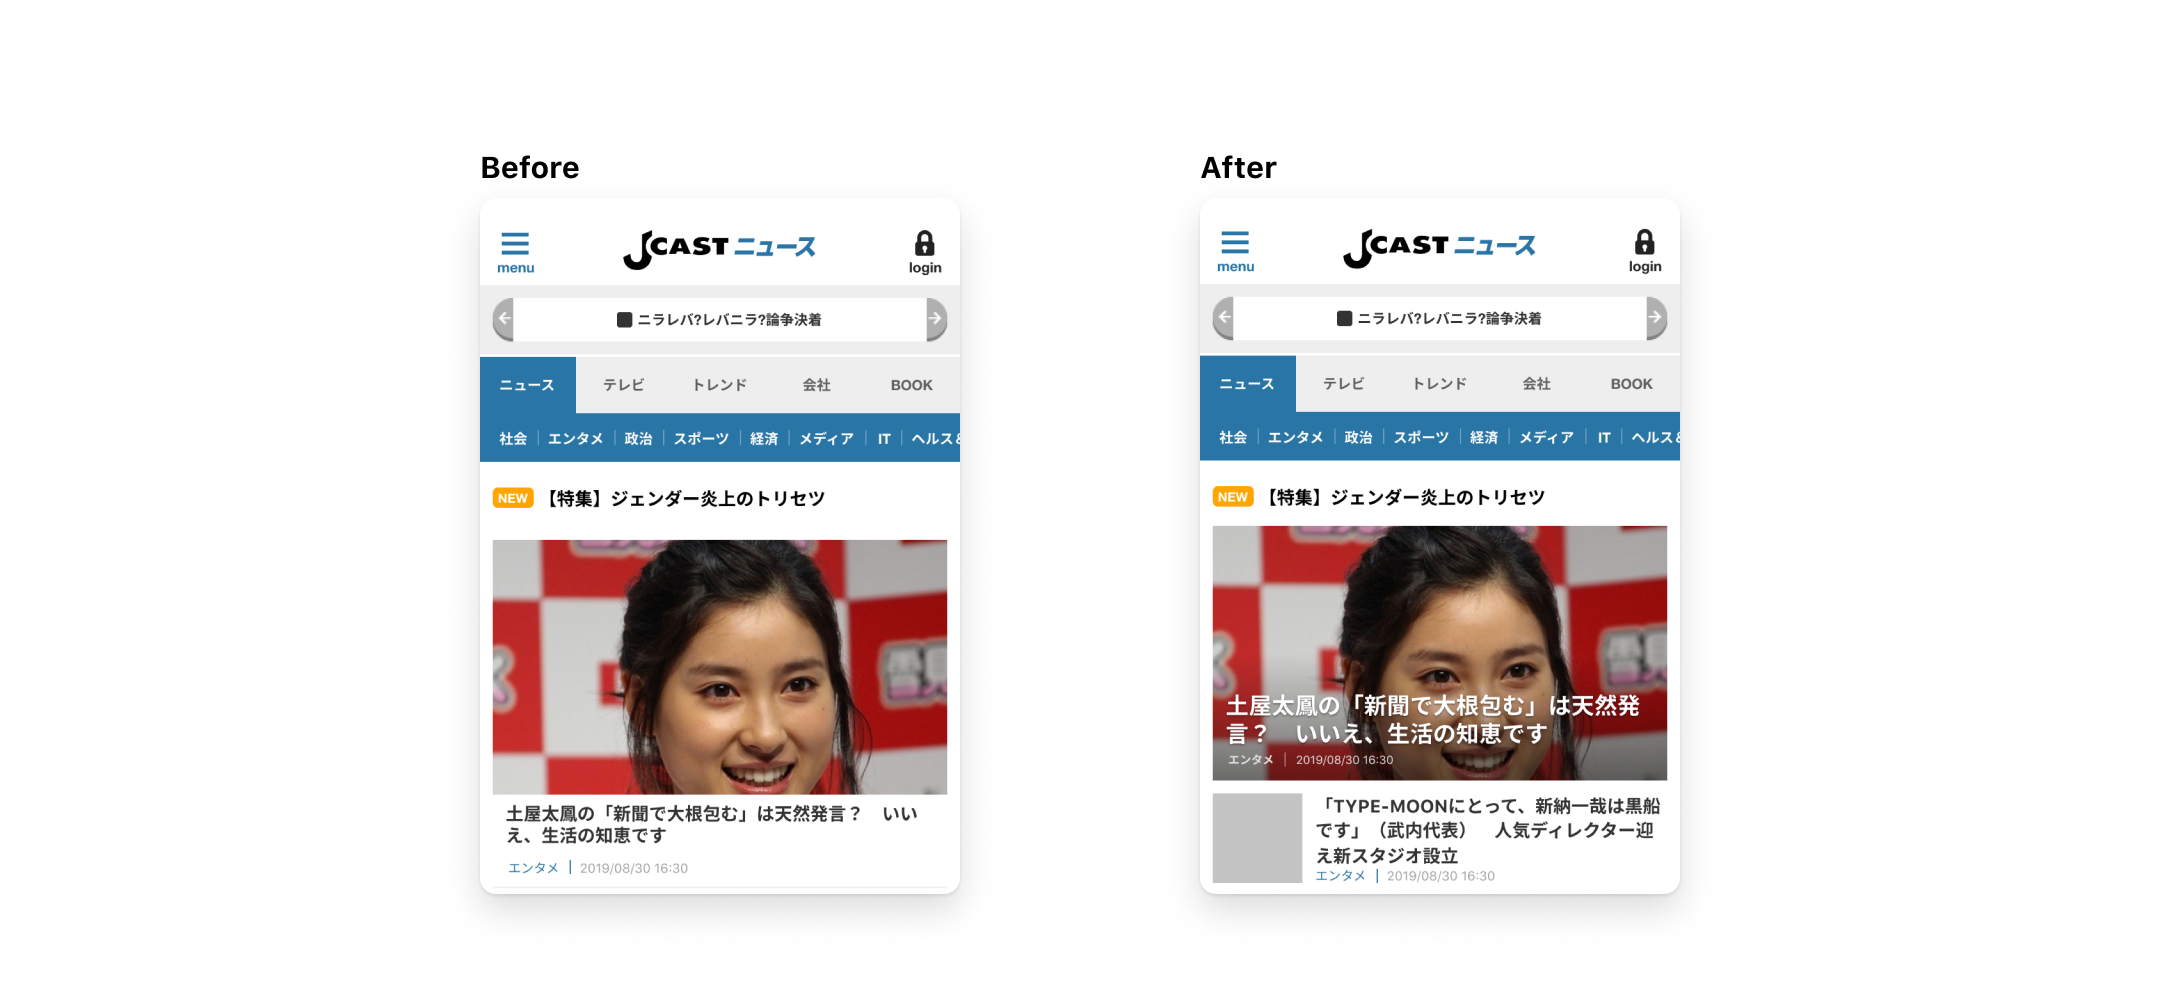 Before
menu
JCASTニュース
login
ニラレバ?レバニラ?論争決着
ニュース テレビ トレンド 会社 BOOK
社会 エンタメ 政治 スポーツ 経済 メディア IT ヘルス&
NEW 【特集】ジェンダー炎上のトリセツ
土屋太鳳の「新聞で大根包む」は天然発言？　いい
え、生活の知恵です
エンタメ 2019/08/30 16:30
After
menu
JCASTニュース
login
ニラレバ?レバニラ?論争決着
ニュース テレビ トレンド 会社 BOOK
社会 エンタメ 政治 スポーツ 経済 メディア IT ヘルス&
NEW 【特集】ジェンダー炎上のトリセツ
土屋太鳳の「新聞で大根包む」は天然発
言？　いいえ、生活の知恵です
エンタメ 2019/08/30 16:30
「TYPE-MOONにとって、新納一哉は黒船
です」（武内代表）　人気ディレクター迎
え新スタジオ設立
エンタメ 2019/08/30 16:30